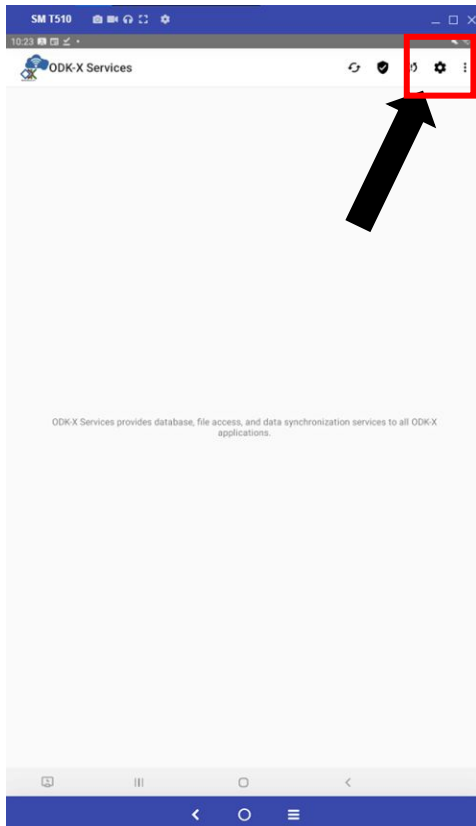 SM T510
10:23
ODK-X Services
ODK-X Services provides database, file access, and data synchronization services to all ODK-X
applications.